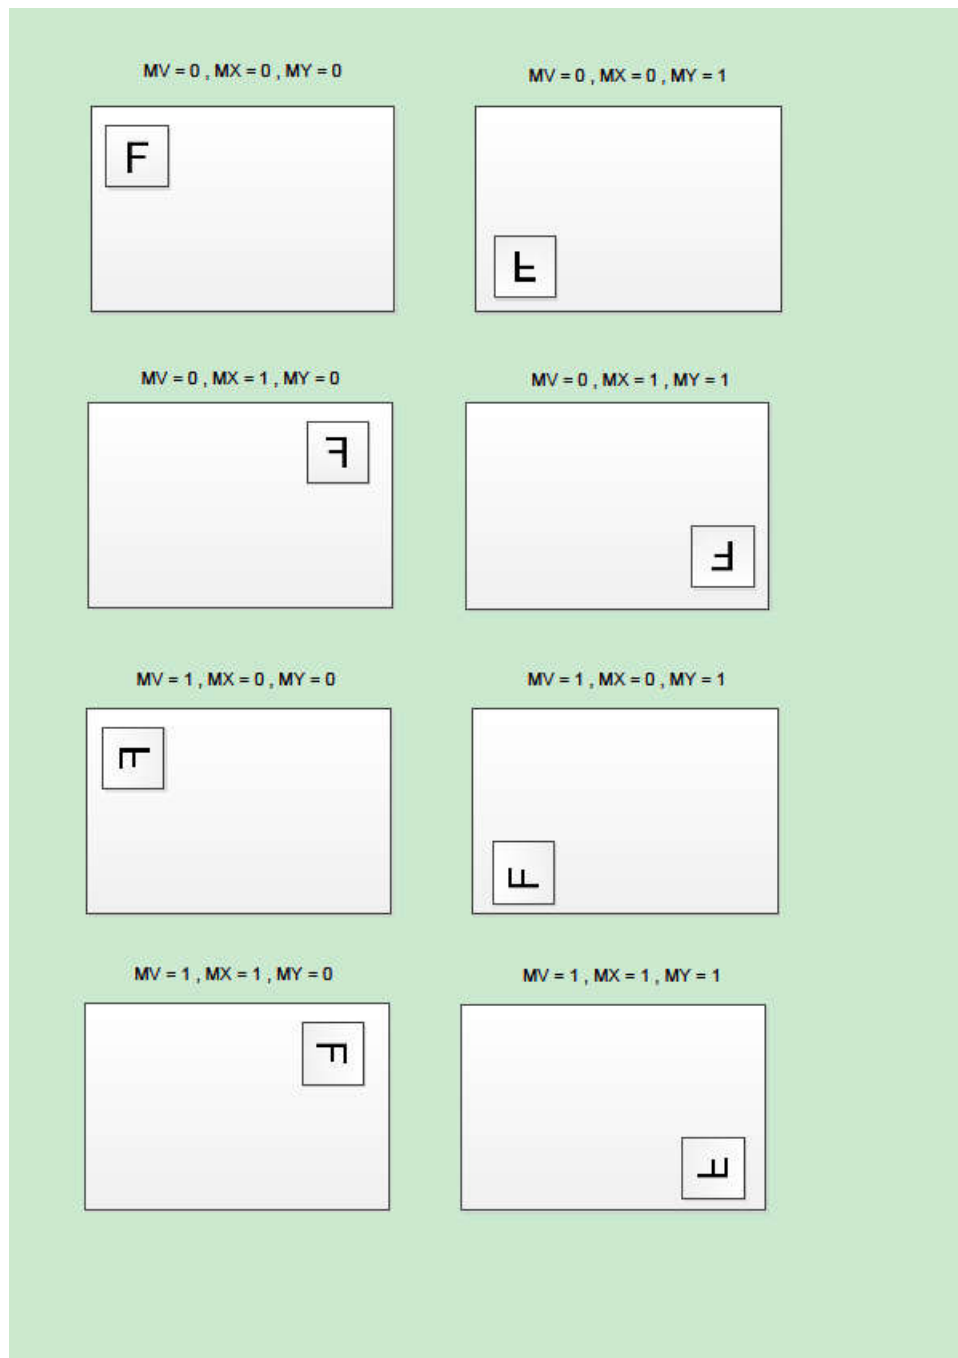 MV = 0 , MX = 0 , MY = 0
MV = 0 , MX = 0 , MY = 1
F
F
MV = 0 , MX = 1 , MY = 0
MV = 0 , MX = 1 , MY = 1
F
F
MV = 1 , MX = 0 , MY = 0
MV = 1 , MX = 0 , MY = 1
F
F
MV = 1 , MX = 1 , MY = 0
MV = 1 , MX = 1 , MY = 1
F
F